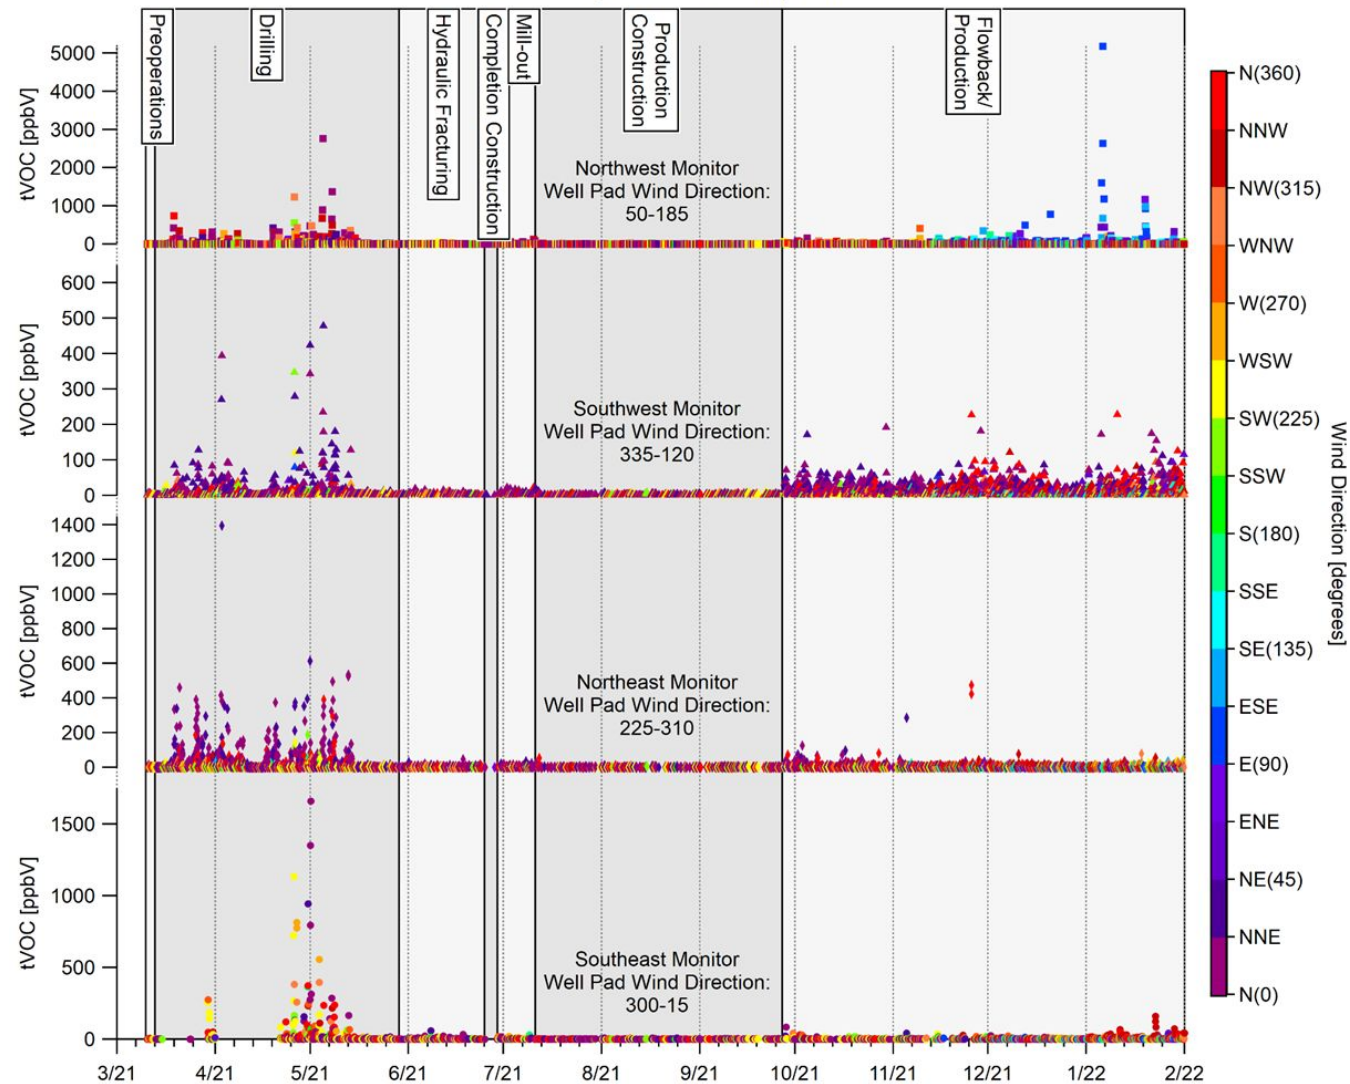 Preoperations
Drilling
Hydraulic Fracturing
Completion Construction
Mill-out
Production
Construction
Flowback/
Production
tVOC [ppbV]
5000
4000
3000
2000
1000
0
Northwest Monitor
Well Pad Wind Direction:
50-185
tVOC [ppbV]
600
500
400
300
200
100
0
Southwest Monitor
Well Pad Wind Direction:
335-120
tVOC [ppbV]
1400
1200
1000
800
600
400
200
0
Northeast Monitor
Well Pad Wind Direction:
225-310
tVOC [ppbV]
1500
1000
500
0
Southeast Monitor
Well Pad Wind Direction:
300-15
3/21 4/21 5/21 6/21 7/21 8/21 9/21 10/21 11/21 12/21 1/22 2/22
N(360)
NNW
NW(315)
WNW
W(270)
WSW
SW(225)
SSW
S(180)
SSE
SE(135)
ESE
E(90)
ENE
NE(45)
NNE
N(0)
Wind Direction [degrees]